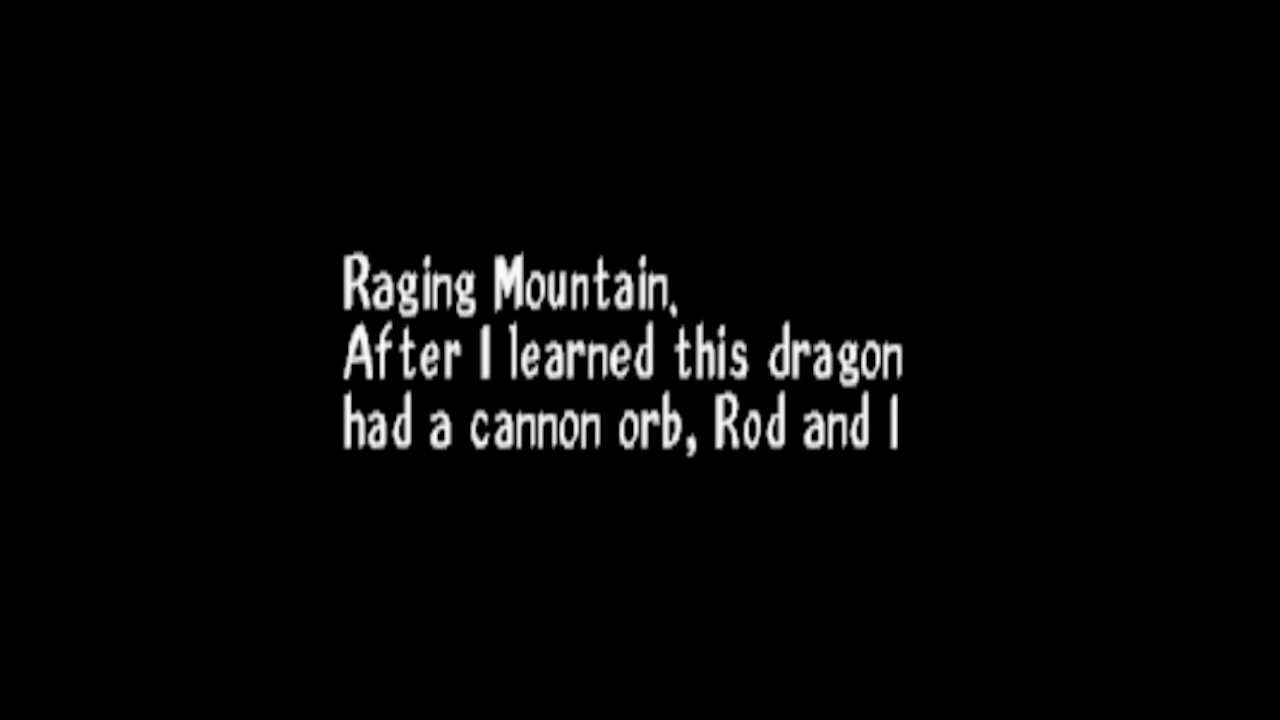 Raging Mountain.
After I learned this dragon
had a cannon orb, Rod and I